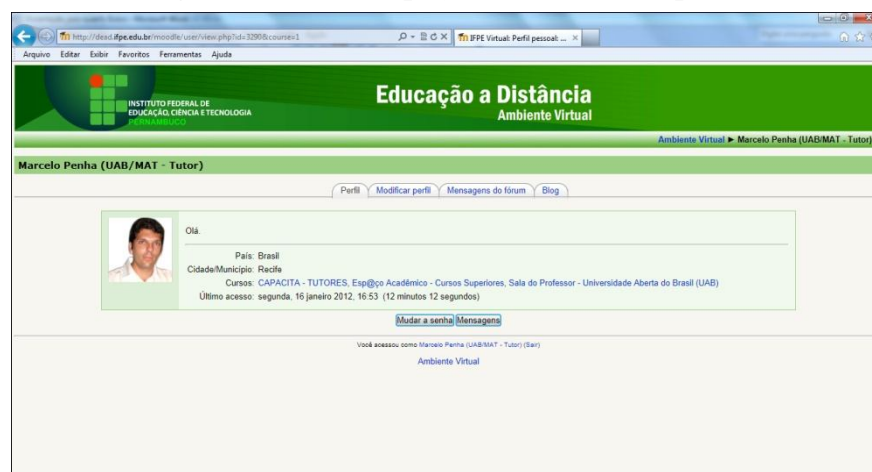 http://dead.ifpe.edu.br/moodle/user/view.php?id=3290&course=1
IFPE Virtual: Perfil pessoal: ...
Arquivo Editar Exibir Favoritos Ferramentas Ajuda
INSTITUTO FEDERAL DE
EDUCAÇÃO, CIÊNCIA E TECNOLOGIA
PERNAMBUCO
Educação a Distância
Ambiente Virtual
Ambiente Virtual ► Marcelo Penha (UAB/MAT - Tutor)
Marcelo Penha (UAB/MAT - Tutor)
Perfil Modificar perfil Mensagens do fórum Blog
Olá.
País: Brasil
Cidade/Município: Recife
Cursos: CAPACITA - TUTORES, Esp@ço Acadêmico - Cursos Superiores, Sala do Professor - Universidade Aberta do Brasil (UAB)
Último acesso: segunda, 16 janeiro 2012, 16:53 (12 minutos 12 segundos)
Mudar a senha Mensagens
Você acessou como Marcelo Penha (UAB/MAT - Tutor) (Sair)
Ambiente Virtual